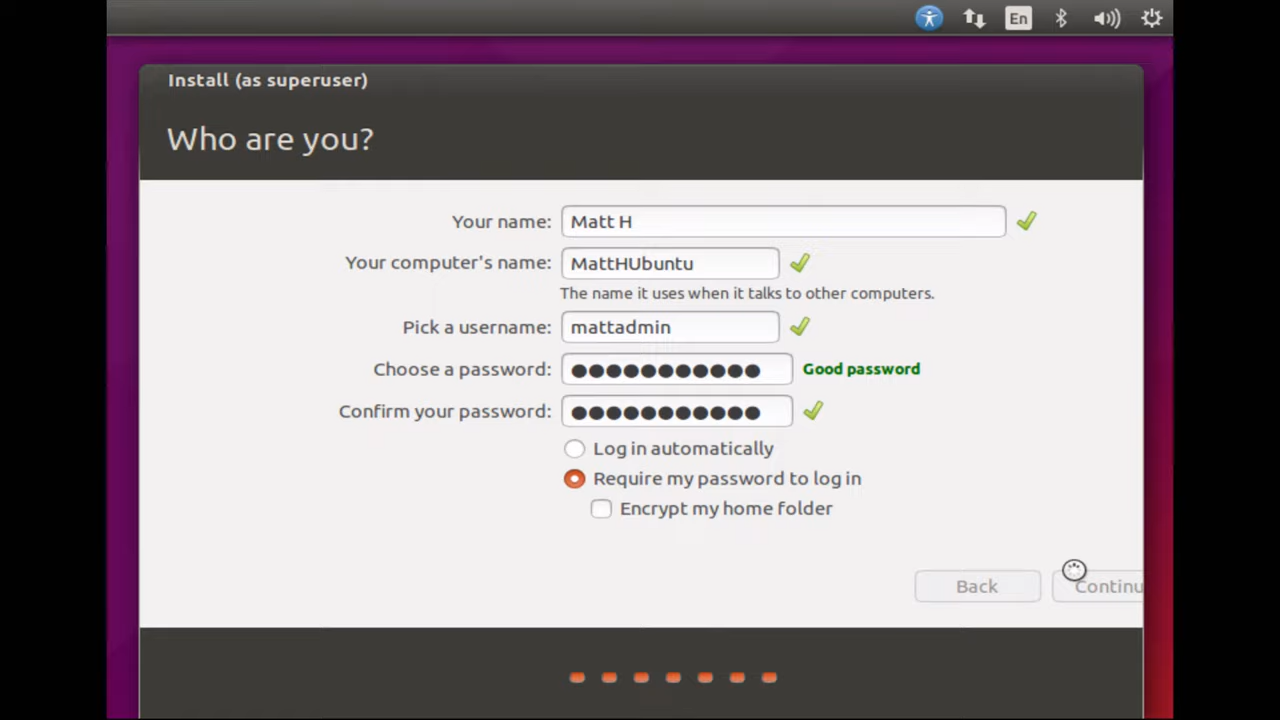 En
Install (as superuser)
Who are you?
Your name: Matt H
Your computer's name: MattHUbuntu
The name it uses when it talks to other computers.
Pick a username: mattadmin
Choose a password: ●●●●●●●●●●● Good password
Confirm your password: ●●●●●●●●●●●
Log in automatically
Require my password to log in
Encrypt my home folder
Back Continu